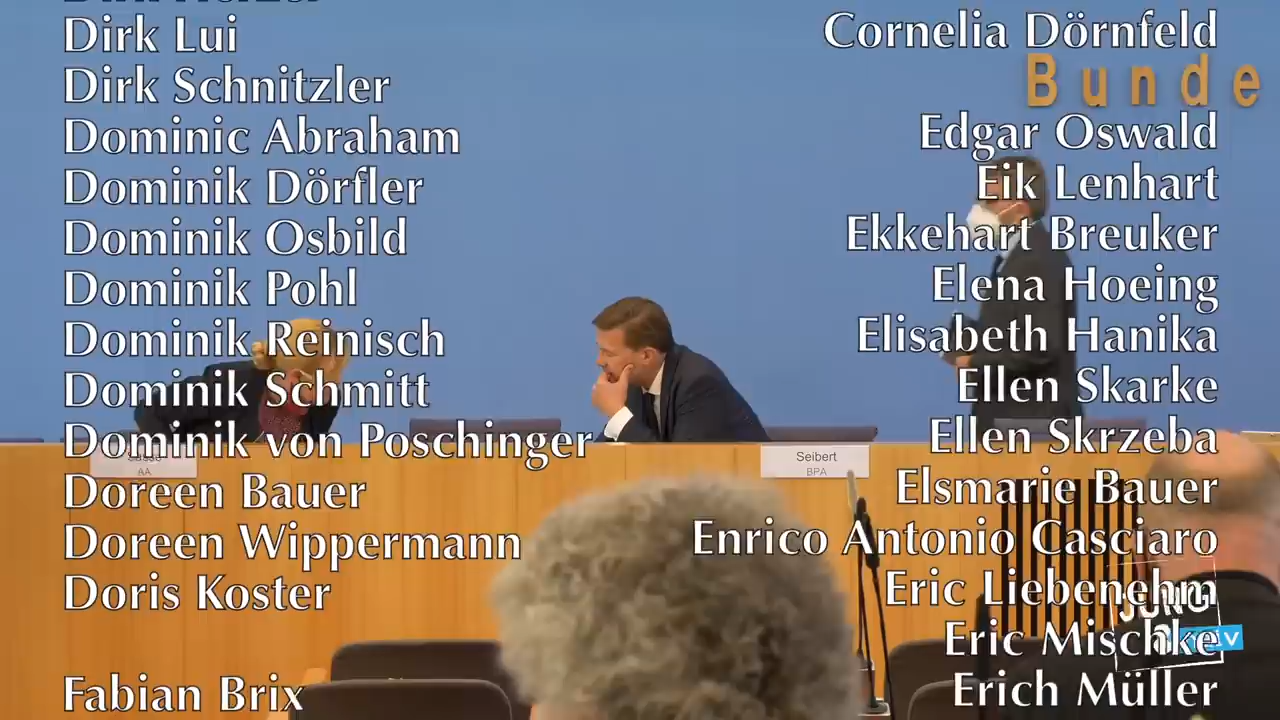 Dirk Lui
Dirk Schnitzler
Dominic Abraham
Dominik Dörfler
Dominik Osbild
Dominik Pohl
Dominik Reinisch
Dominik Schmitt
Dominik von Poschinger
Doreen Bauer
Doreen Wippermann
Doris Koster
Fabian Brix
Cornelia Dörnfeld
Bunde
Edgar Oswald
Eik Lenhart
Ekkehart Breuker
Elena Hoeing
Elisabeth Hanika
Ellen Skarke
Ellen Skrzeba
Elsmarie Bauer
Enrico Antonio Casciaro
Eric Liebenehm
Eric Mischke
Erich Müller
AA
Seibert
BPA
JUNG